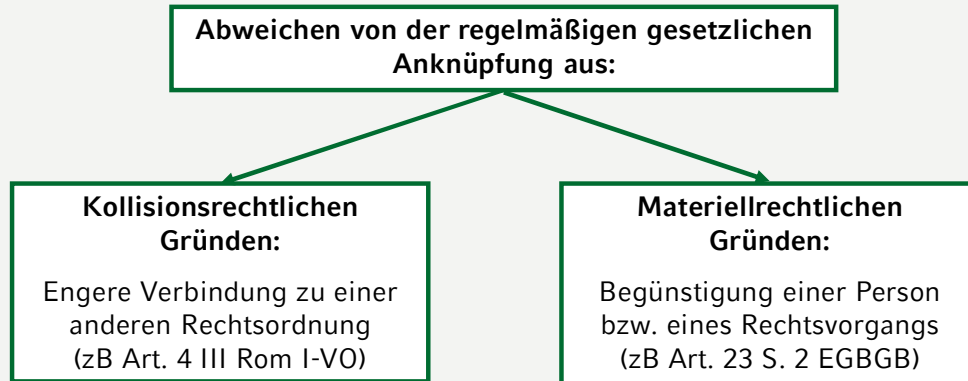 Abweichen von der regelmäßigen gesetzlichen
Anknüpfung aus:
Kollisionsrechtlichen
Gründen:
Engere Verbindung zu einer
anderen Rechtsordnung
(zB Art. 4 III Rom I-VO)
Materiellrechtlichen
Gründen:
Begünstigung einer Person
bzw. eines Rechtsvorgangs
(zB Art. 23 S. 2 EGBGB)